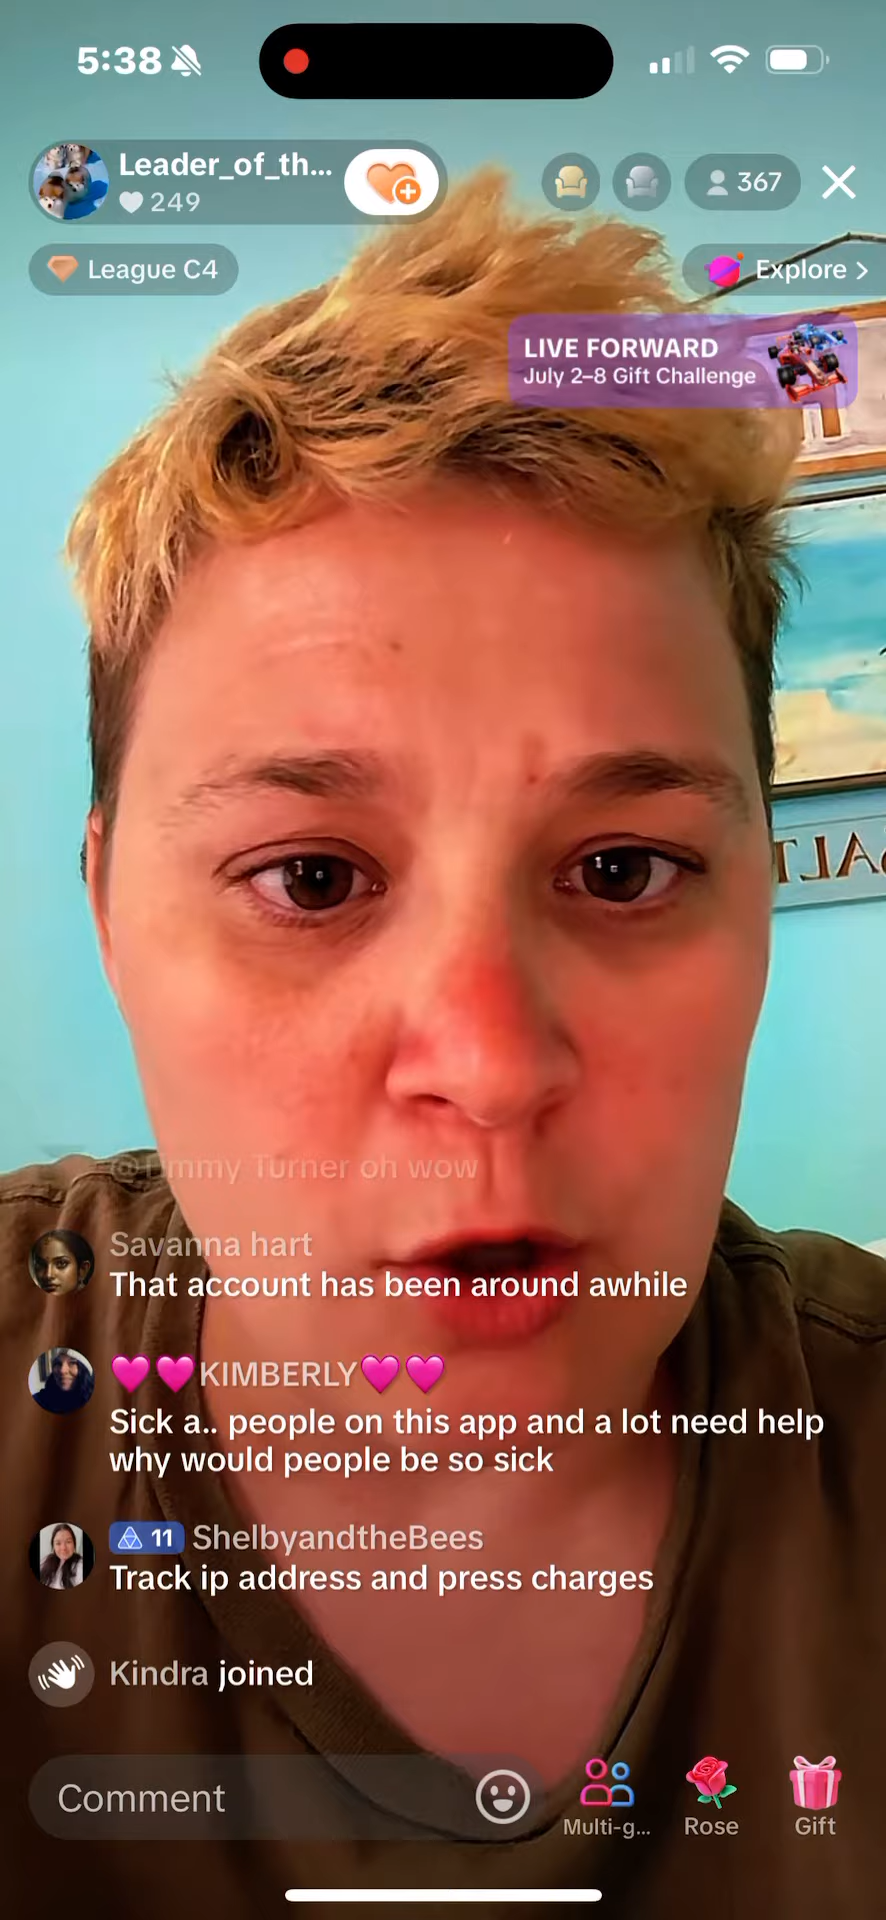 5:38
Leader_of_th...
249
367
League C4
Explore >
LIVE FORWARD
July 2–8 Gift Challenge
SALT
Turner oh wow
Savanna hart
That account has been around awhile
🩷🩷KIMBERLY🩷🩷
Sick a.. people on this app and a lot need help
why would people be so sick
11 ShelbyandtheBees
Track ip address and press charges
Kindra joined
Comment
Multi-g...
Rose
Gift